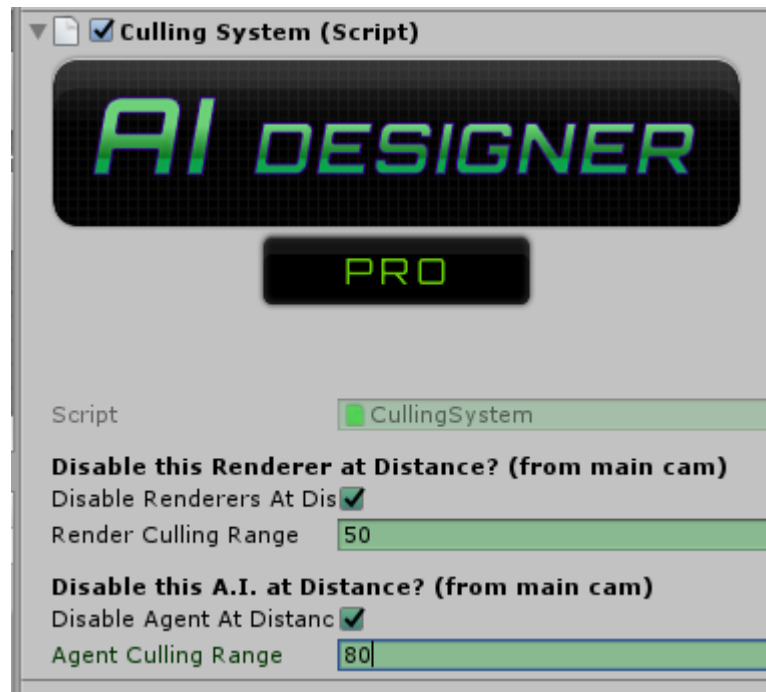 Culling System (Script)
AI DESIGNER
PRO
Script CullingSystem
Disable this Renderer at Distance? (from main cam)
Disable Renderers At Dis
Render Culling Range 50
Disable this A.I. at Distance? (from main cam)
Disable Agent At Distanc
Agent Culling Range 80